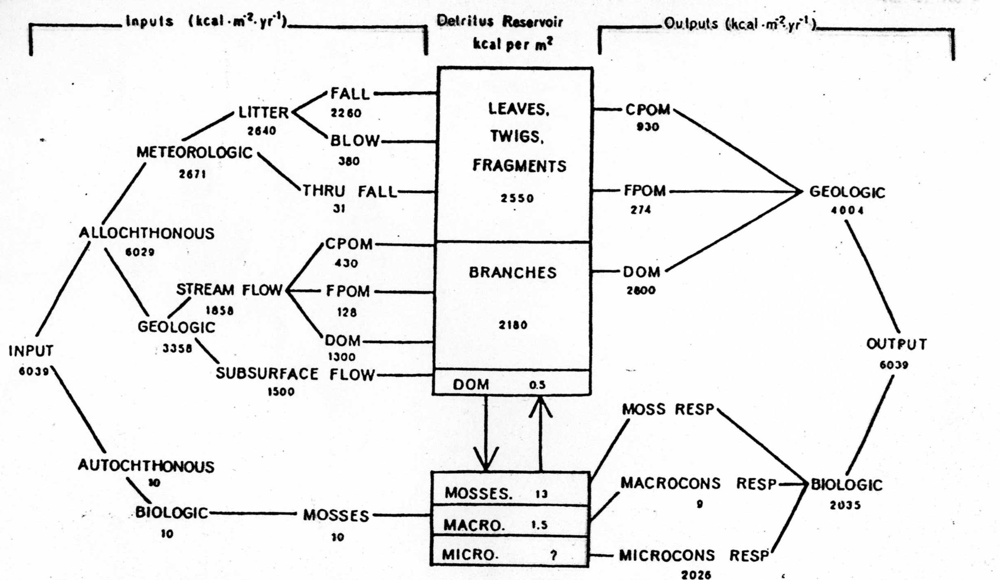 Inputs (kcal·m⁻²·yr⁻¹)
Detritus Reservoir
kcal per m²
Outputs (kcal·m⁻²·yr⁻¹)
FALL
2260
LITTER
2640
BLOW
380
METEOROLOGIC
2671
THRU FALL
31
ALLOCHTHONOUS
6029
CPOM
430
STREAM FLOW
1858
FPOM
128
GEOLOGIC
3358
DOM
1300
INPUT
6039
SUBSURFACE FLOW
1500
AUTOCHTHONOUS
10
BIOLOGIC
10
MOSSES
10
LEAVES,
TWIGS,
FRAGMENTS
2550
BRANCHES
2180
DOM 0.5
MOSSES. 13
MACRO. 1.5
MICRO. ?
CPOM
930
FPOM
274
GEOLOGIC
4004
DOM
2800
OUTPUT
6039
MOSS RESP
MACROCONS RESP
9
BIOLOGIC
2035
MICROCONS RESP
2026